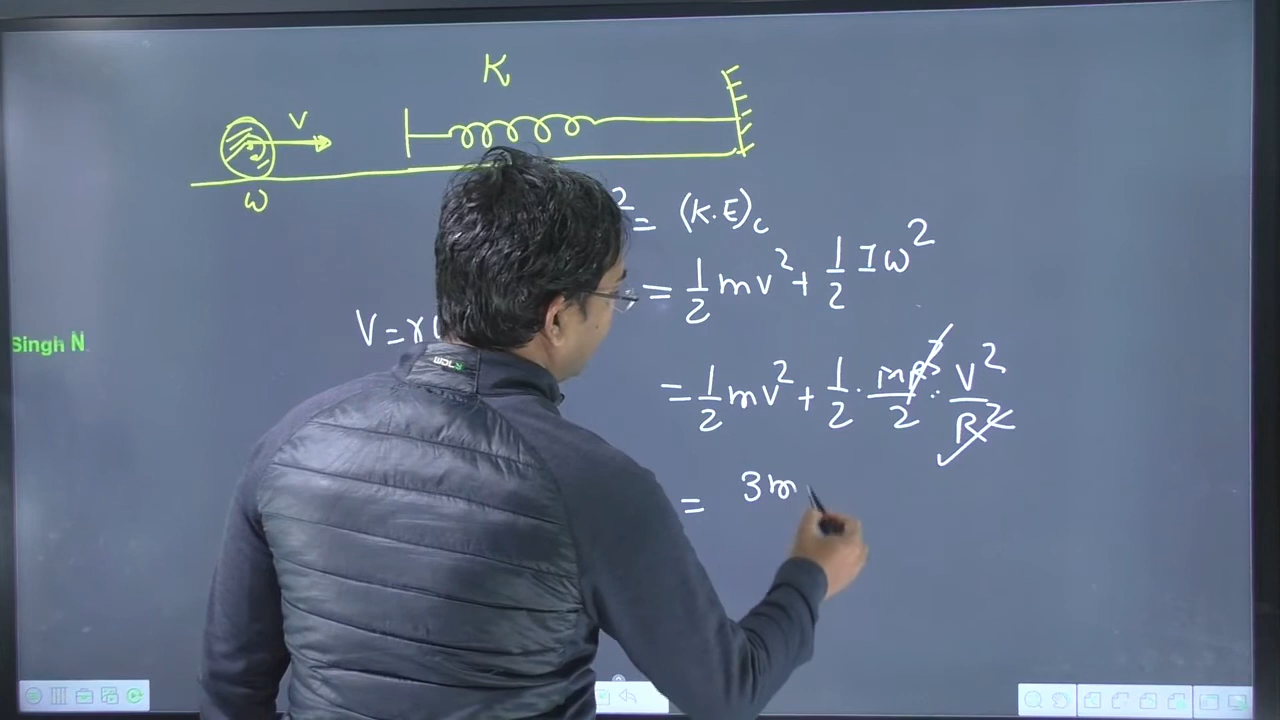 K
V
ω
2 = (K.E)c
= 1/2 mv² + 1/2 Iω²
V=r
= 1/2 mv² + 1/2 · mR²/2 · V²/R²
= 3m
Singh N